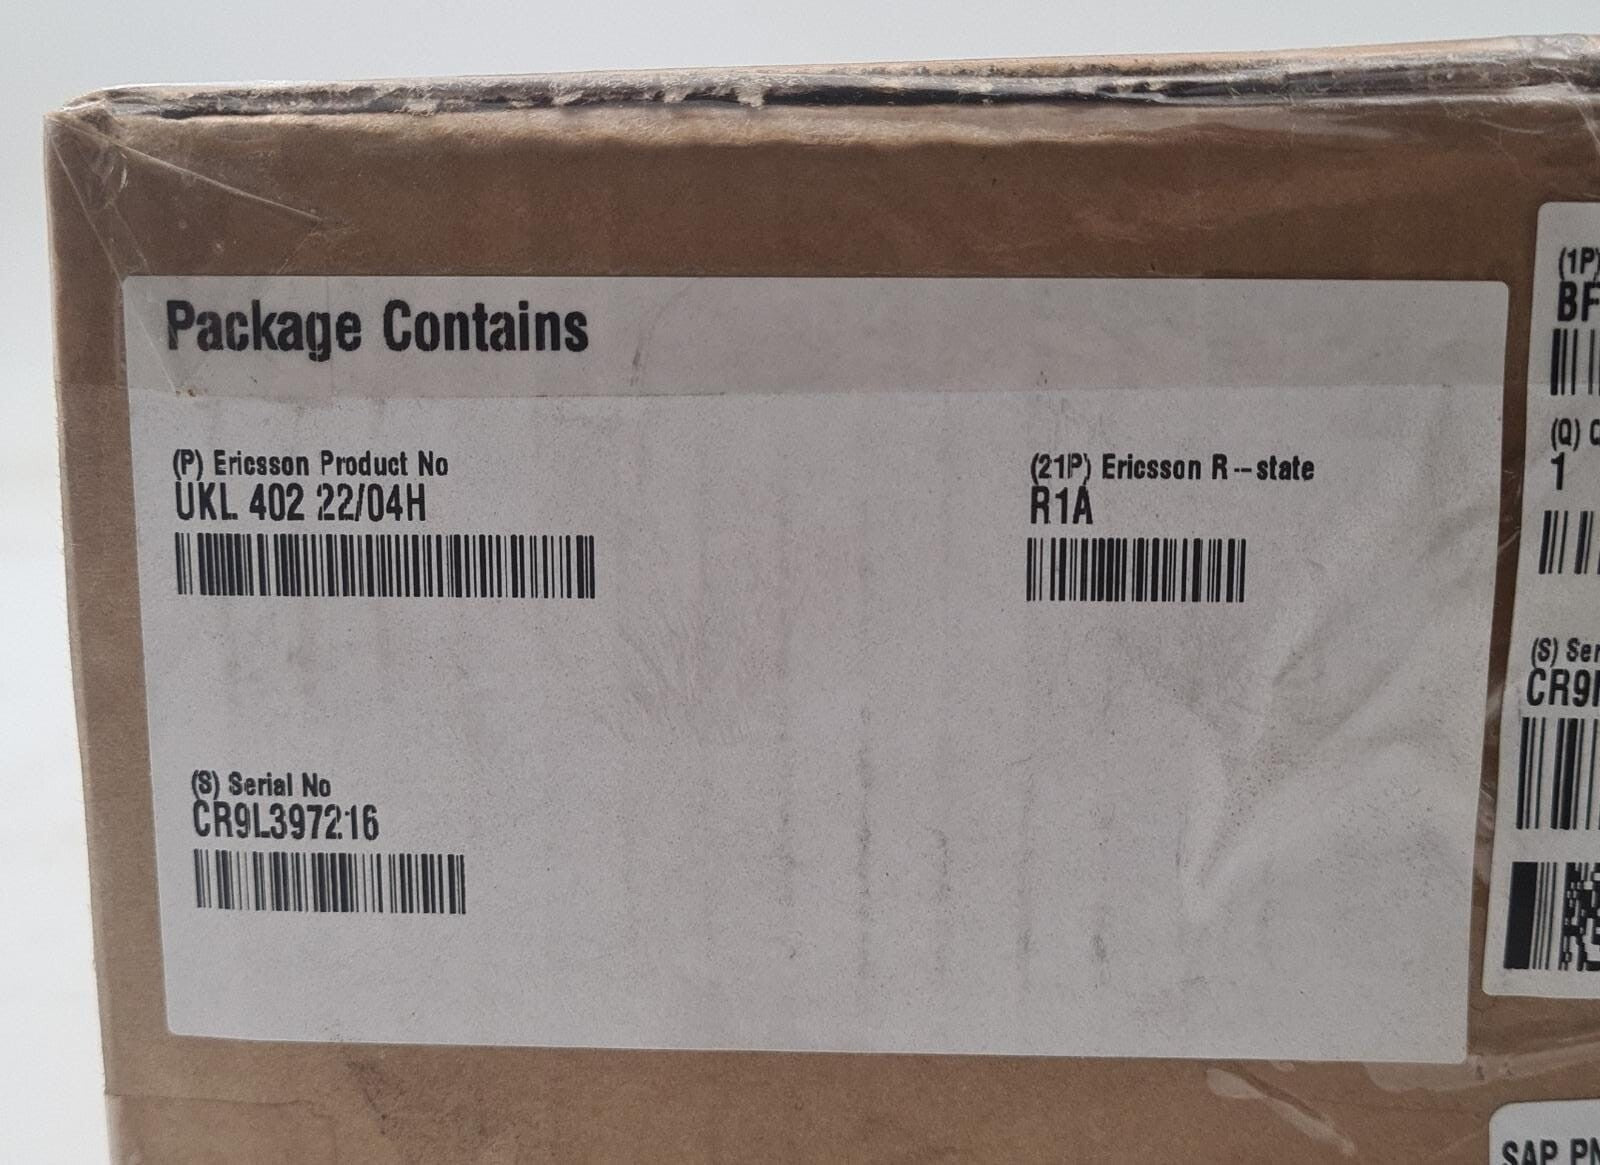 Package Contains
(P) Ericsson Product No
UKL 402 22/04H
(21P) Ericsson R--state
R1A
(S) Serial No
CR9L397216
(1P)
BF
(Q)
1
(S) Ser
CR9
SAP PN